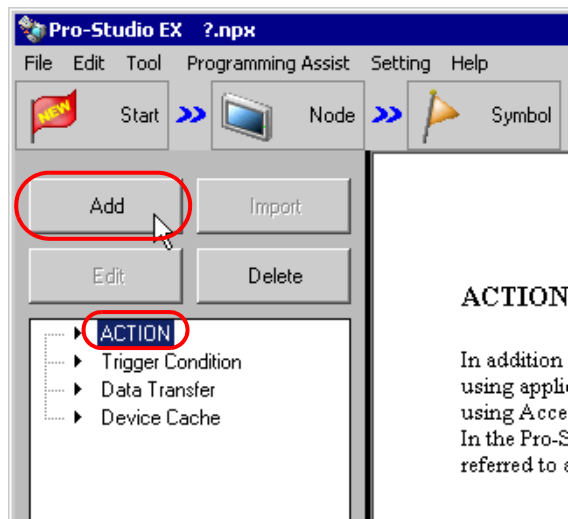 Pro-Studio EX ?.npx
File Edit Tool Programming Assist Setting Help
NEW Start Node Symbol
Add Import
Edit Delete
ACTION
Trigger Condition
Data Transfer
Device Cache
ACTION
In addition
using appli
using Acce
In the Pro-S
referred to a